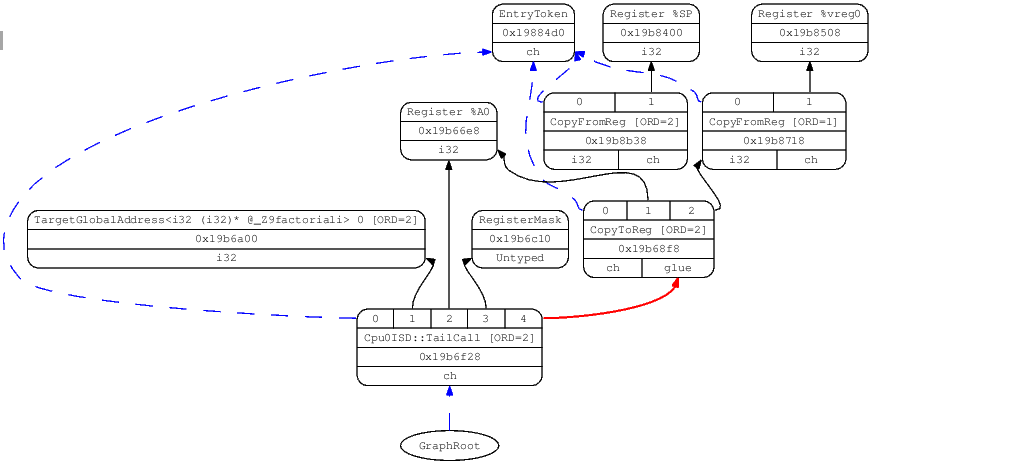 EntryToken
0x19884d0
ch
Register %SP
0x19b8400
i32
Register %vreg0
0x19b8508
i32
0 1
CopyFromReg [ORD=2]
0x19b8b38
i32 ch
0 1
CopyFromReg [ORD=1]
0x19b8718
i32 ch
Register %A0
0x19b66e8
i32
TargetGlobalAddress<i32 (i32)* @_Z9factoriali> 0 [ORD=2]
0x19b6a00
i32
RegisterMask
0x19b6c10
Untyped
0 1 2
CopyToReg [ORD=2]
0x19b68f8
ch glue
0 1 2 3 4
Cpu0ISD::TailCall [ORD=2]
0x19b6f28
ch
GraphRoot